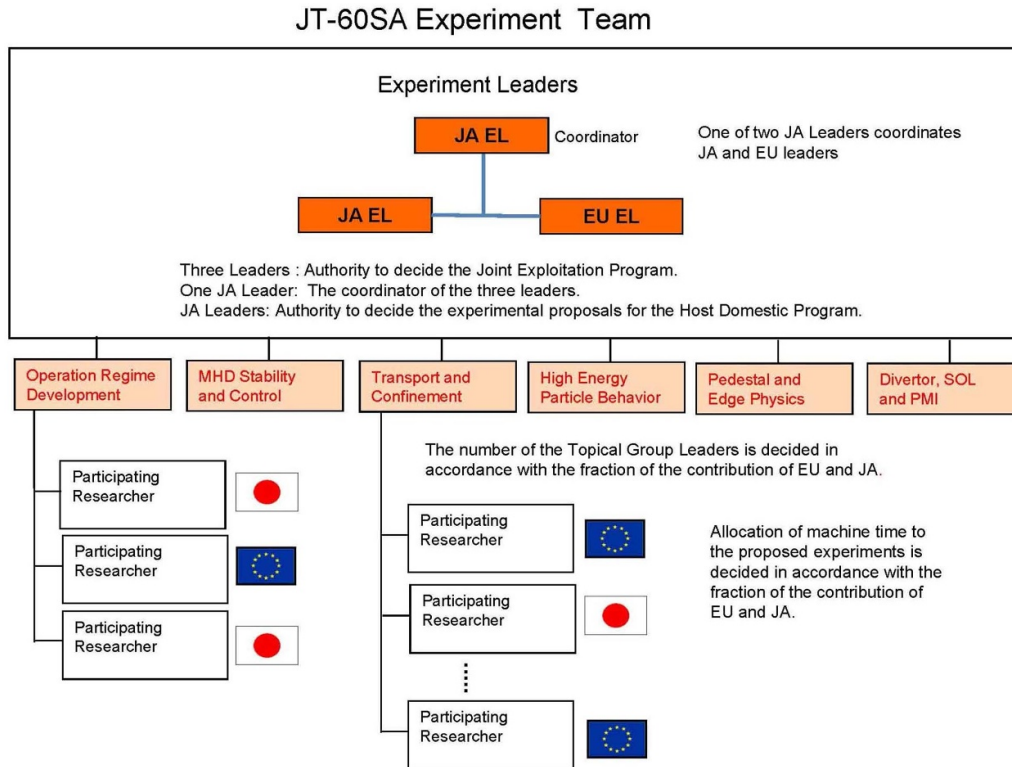 JT-60SA Experiment Team
Experiment Leaders
JA EL
Coordinator
One of two JA Leaders coordinates
JA and EU leaders
JA EL
EU EL
Three Leaders : Authority to decide the Joint Exploitation Program.
One JA Leader: The coordinator of the three leaders.
JA Leaders: Authority to decide the experimental proposals for the Host Domestic Program.
Operation Regime
Development
MHD Stability
and Control
Transport and
Confinement
High Energy
Particle Behavior
Pedestal and
Edge Physics
Divertor, SOL
and PMI
The number of the Topical Group Leaders is decided in
accordance with the fraction of the contribution of EU and JA.
Participating
Researcher
Participating
Researcher
Participating
Researcher
Participating
Researcher
Participating
Researcher
Participating
Researcher
Allocation of machine time to
the proposed experiments is
decided in accordance with the
fraction of the contribution of
EU and JA.